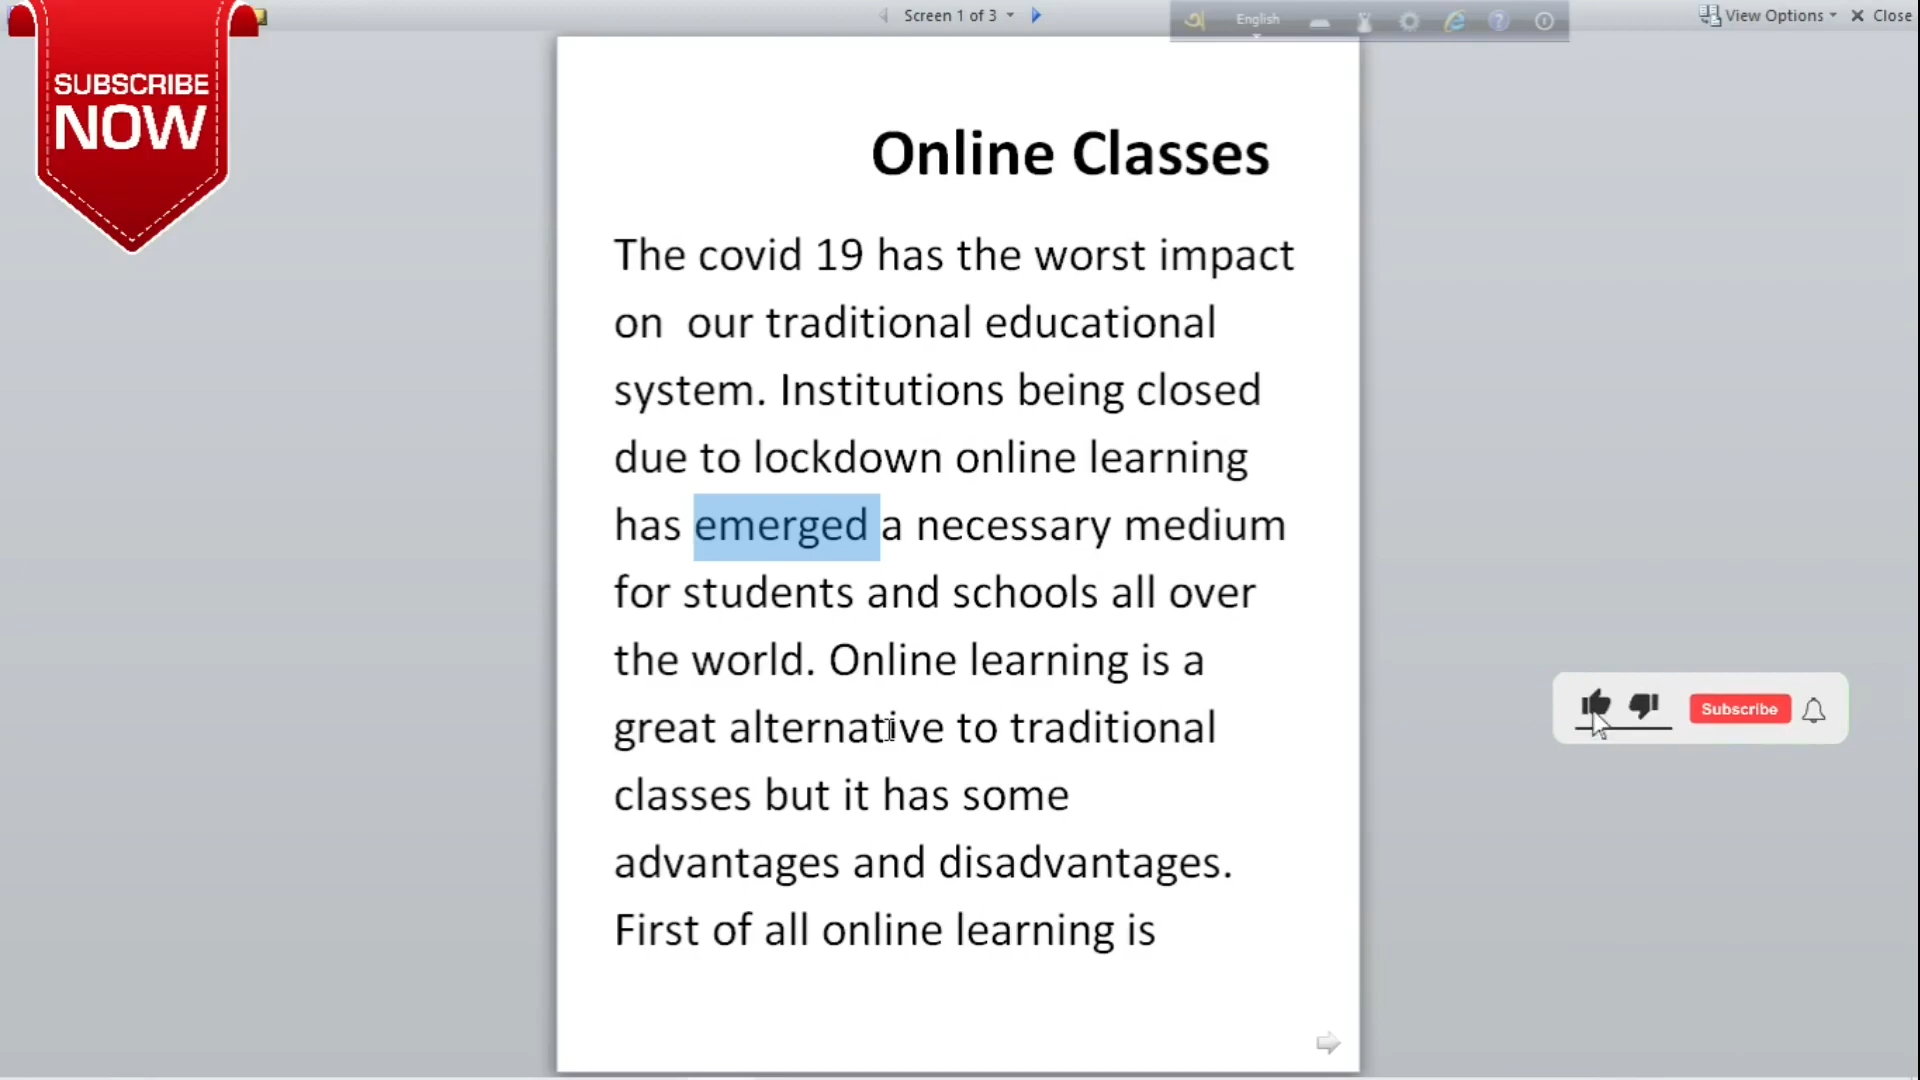 Screen 1 of 3
English
View Options
Close
SUBSCRIBE
NOW
Online Classes
The covid 19 has the worst impact
on our traditional educational
system. Institutions being closed
due to lockdown online learning
has emerged a necessary medium
for students and schools all over
the world. Online learning is a
great alternative to traditional
classes but it has some
advantages and disadvantages.
First of all online learning is
Subscribe